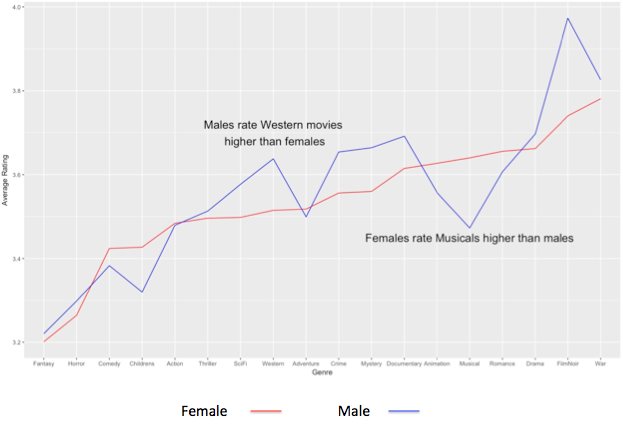 4.0
Males rate Western movies
higher than females
3.8
Average Rating
3.6
Females rate Musicals higher than males
3.4
3.2
Fantasy Horror Comedy Childrens Action Thriller SciFi Western Adventure Crime Mystery Documentary Animation Musical Romance Drama FilmNoir War
Genre
Female Male